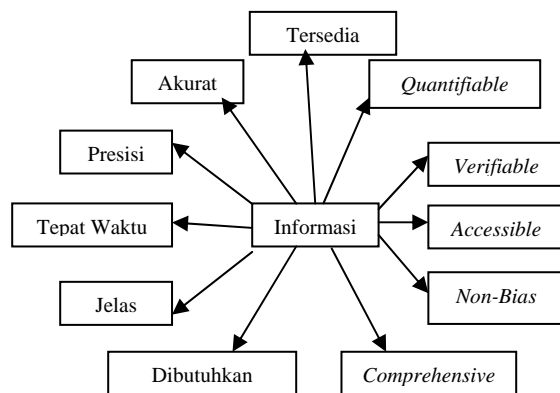 Tersedia
Akurat
Quantifiable
Presisi
Verifiable
Tepat Waktu
Informasi
Accessible
Jelas
Non-Bias
Dibutuhkan
Comprehensive